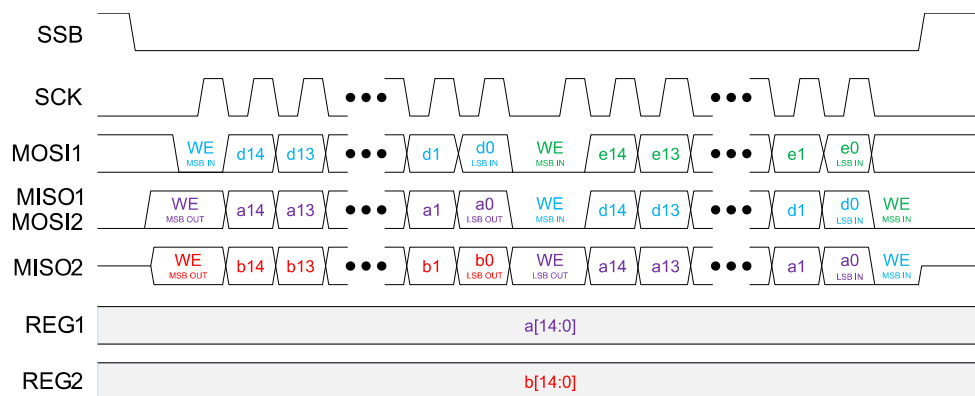 SSB
SCK
MOSI1 WE MSB IN d14 d13 ••• d1 d0 LSB IN WE MSB IN e14 e13 ••• e1 e0 LSB IN
MISO1 MOSI2 WE MSB OUT a14 a13 ••• a1 a0 LSB OUT WE MSB IN d14 d13 ••• d1 d0 LSB IN WE MSB IN
MISO2 WE MSB OUT b14 b13 ••• b1 b0 LSB OUT WE LSB OUT a14 a13 ••• a1 a0 LSB IN WE MSB IN
REG1 a[14:0]
REG2 b[14:0]